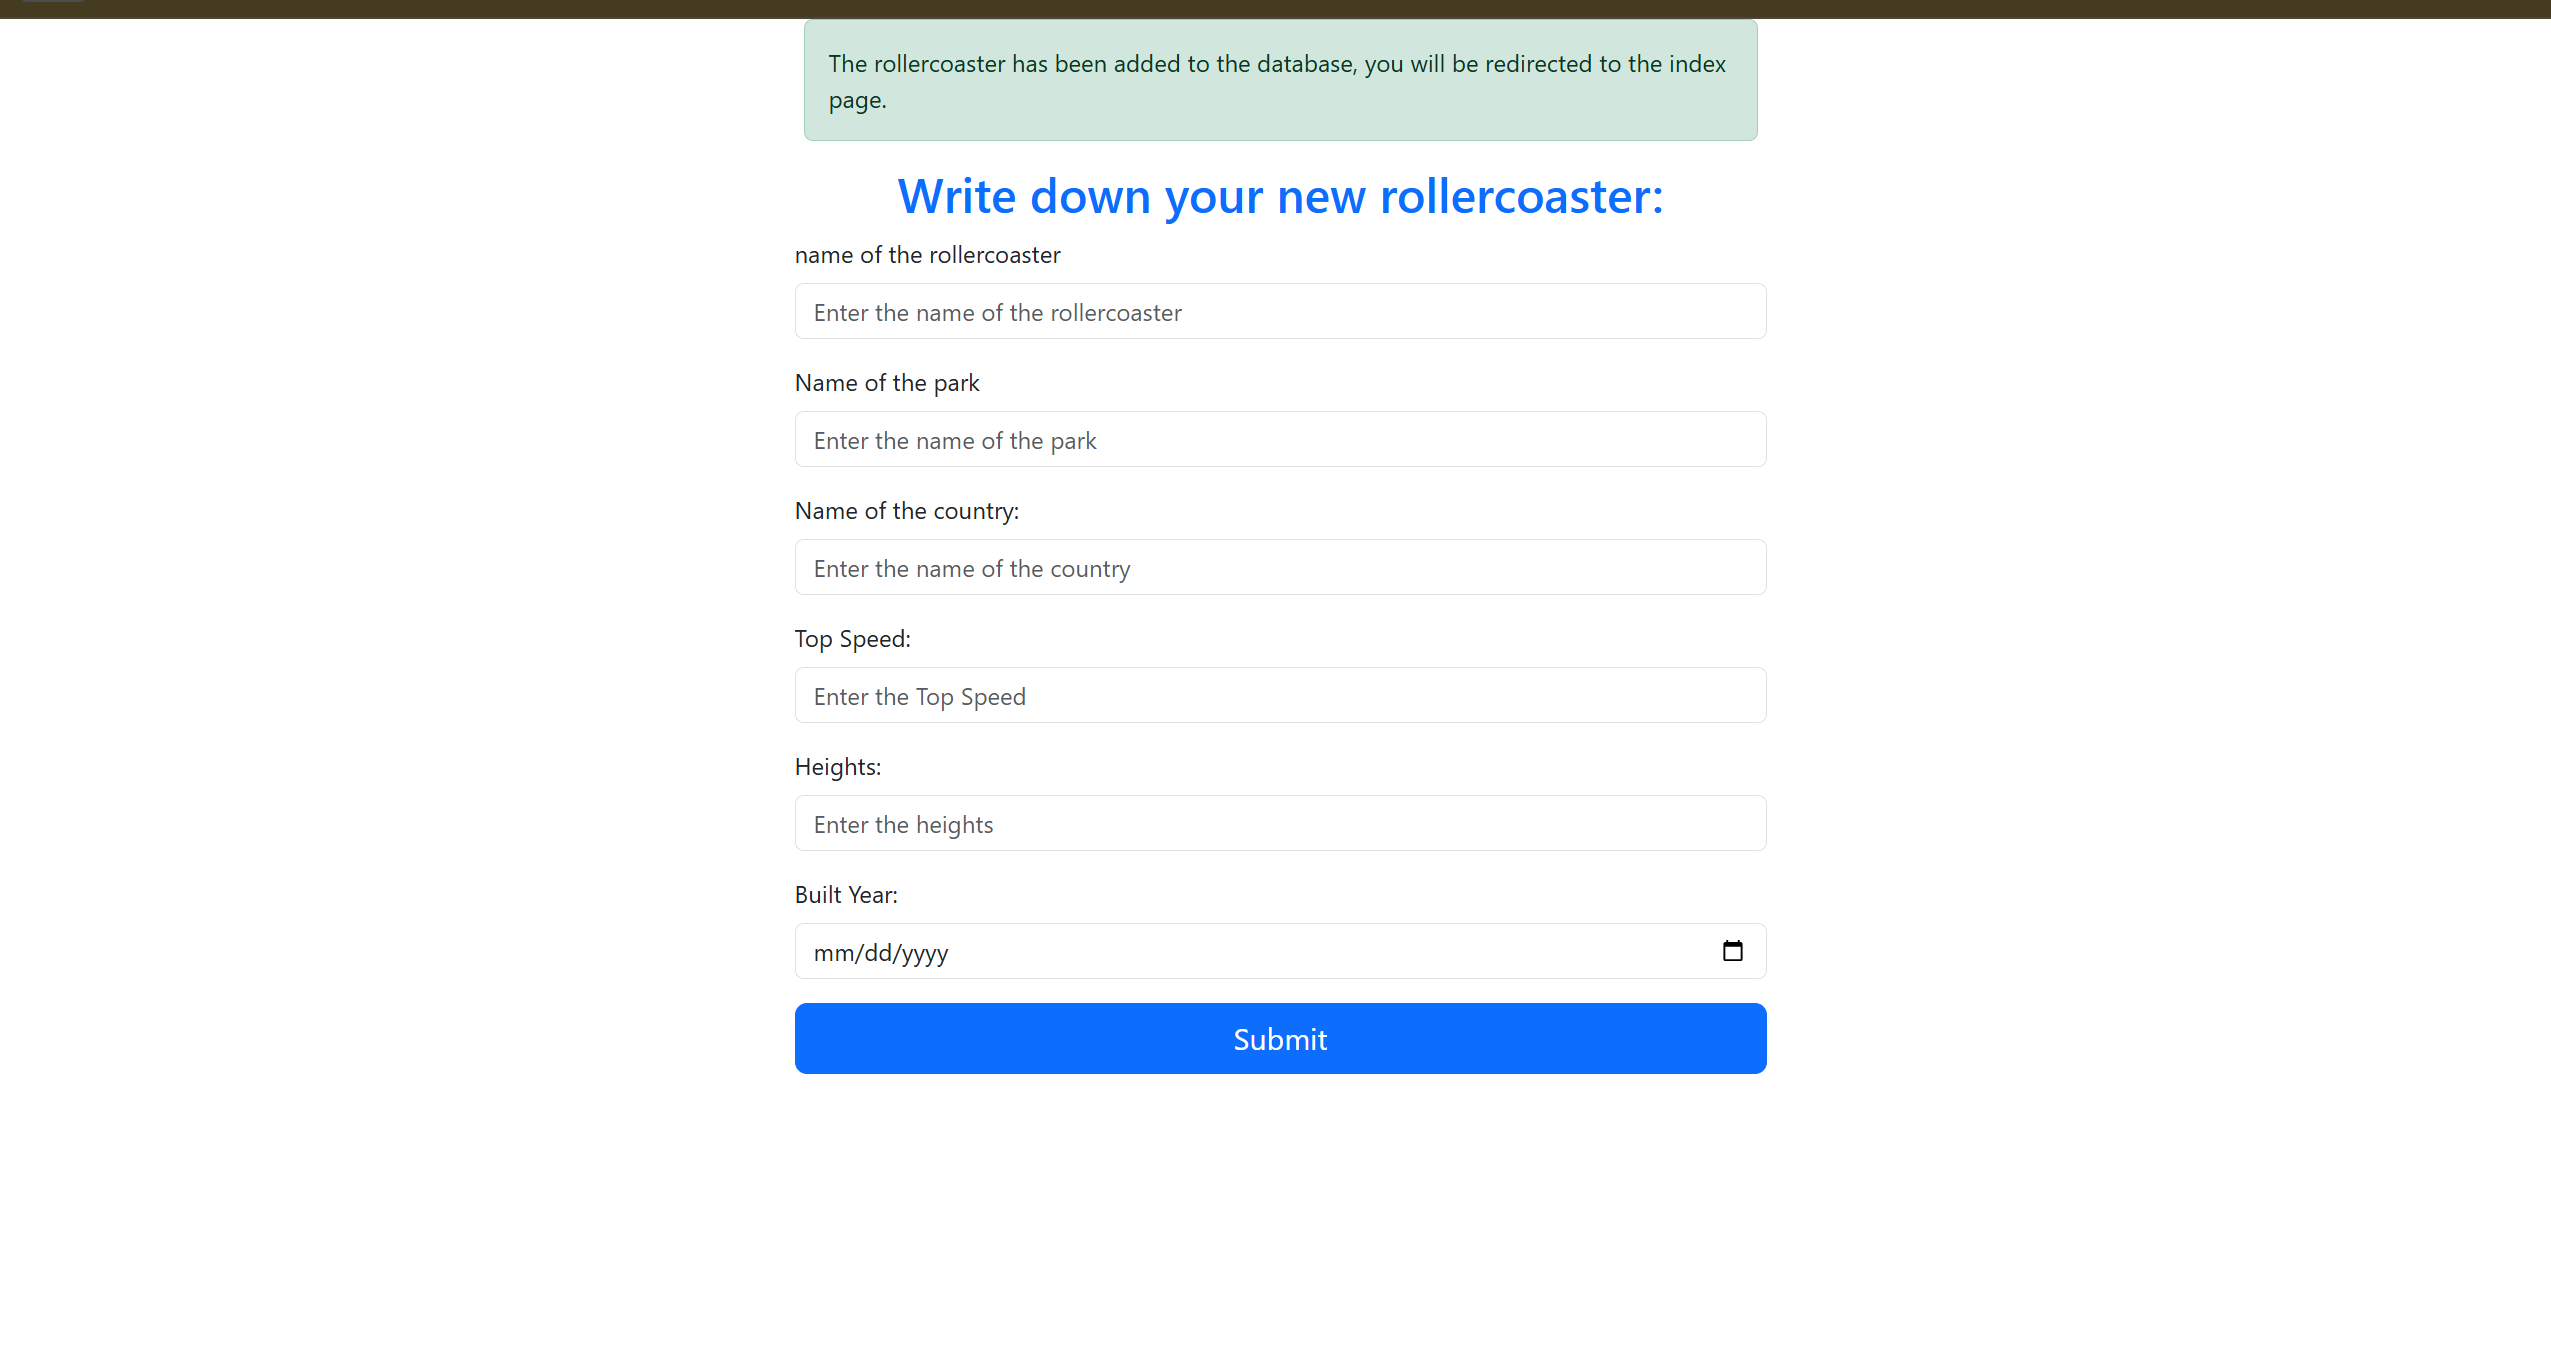 The rollercoaster has been added to the database, you will be redirected to the index
page.
Write down your new rollercoaster:
name of the rollercoaster
Enter the name of the rollercoaster
Name of the park
Enter the name of the park
Name of the country:
Enter the name of the country
Top Speed:
Enter the Top Speed
Heights:
Enter the heights
Built Year:
mm/dd/yyyy
Submit